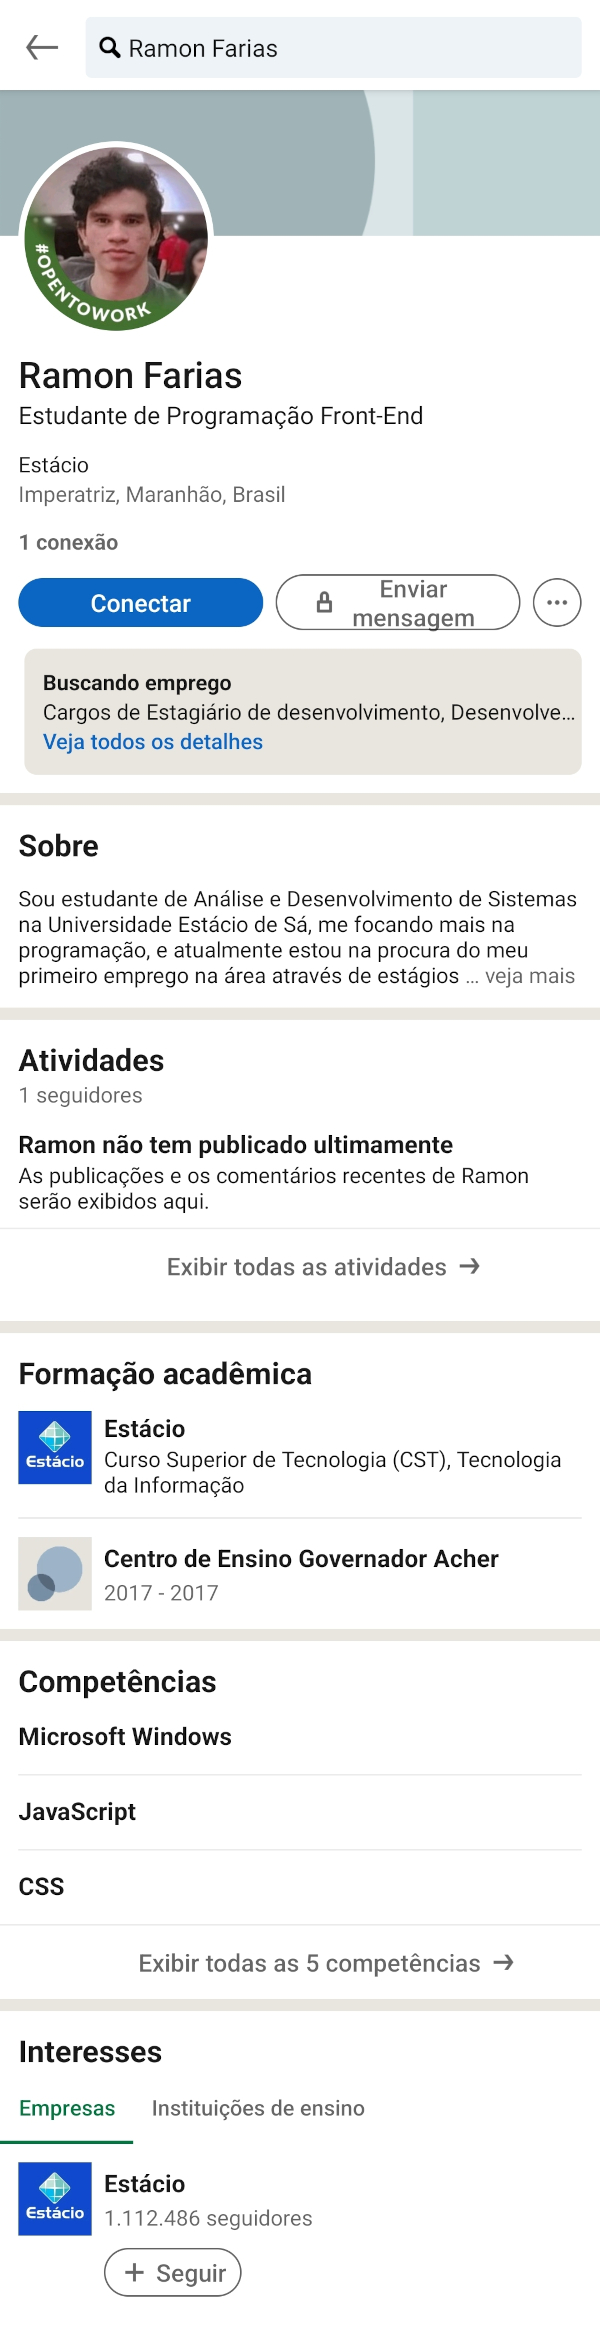 Ramon Farias
#OPENTOWORK
Ramon Farias
Estudante de Programação Front-End
Estácio
Imperatriz, Maranhão, Brasil
1 conexão
Conectar
Enviar
mensagem
Buscando emprego
Cargos de Estagiário de desenvolvimento, Desenvolve...
Veja todos os detalhes
Sobre
Sou estudante de Análise e Desenvolvimento de Sistemas
na Universidade Estácio de Sá, me focando mais na
programação, e atualmente estou na procura do meu
primeiro emprego na área através de estágios ... veja mais
Atividades
1 seguidores
Ramon não tem publicado ultimamente
As publicações e os comentários recentes de Ramon
serão exibidos aqui.
Exibir todas as atividades →
Formação acadêmica
Estácio
Estácio
Curso Superior de Tecnologia (CST), Tecnologia
da Informação
Centro de Ensino Governador Acher
2017 - 2017
Competências
Microsoft Windows
JavaScript
CSS
Exibir todas as 5 competências →
Interesses
Empresas Instituições de ensino
Estácio
Estácio
1.112.486 seguidores
+ Seguir